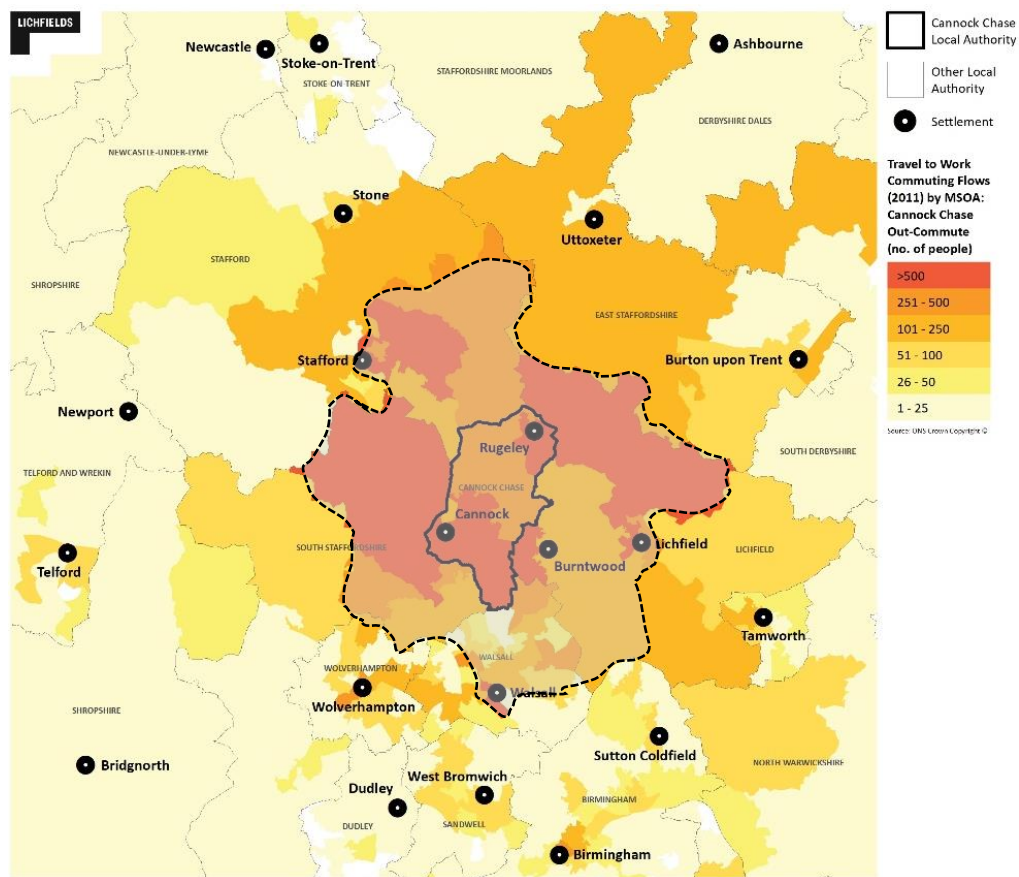 LICHFIELDS
Newcastle
Stoke-on-Trent
STOKE ON TRENT
STAFFORDSHIRE MOORLANDS
Ashbourne
DERBYSHIRE DALES
NEWCASTLE-UNDER-LYME
Stone
Uttoxeter
STAFFORD
SHROPSHIRE
EAST STAFFORDSHIRE
Stafford
Burton upon Trent
Newport
Rugeley
SOUTH DERBYSHIRE
TELFORD AND WREKIN
CANNOCK CHASE
Cannock
SOUTH STAFFORDSHIRE
Lichfield
LICHFIELD
Burntwood
Telford
Tamworth
WALSALL
WOLVERHAMPTON
Walsall
Wolverhampton
SHROPSHIRE
Sutton Coldfield
Bridgnorth
NORTH WARWICKSHIRE
West Bromwich
Dudley
BIRMINGHAM
DUDLEY
SANDWELL
Birmingham
Cannock Chase
Local Authority
Other Local
Authority
Settlement
Travel to Work
Commuting Flows
(2011) by MSOA:
Cannock Chase
Out-Commute
(no. of people)
>500
251 - 500
101 - 250
51 - 100
26 - 50
1 - 25
Source: ONS Crown Copyright ©